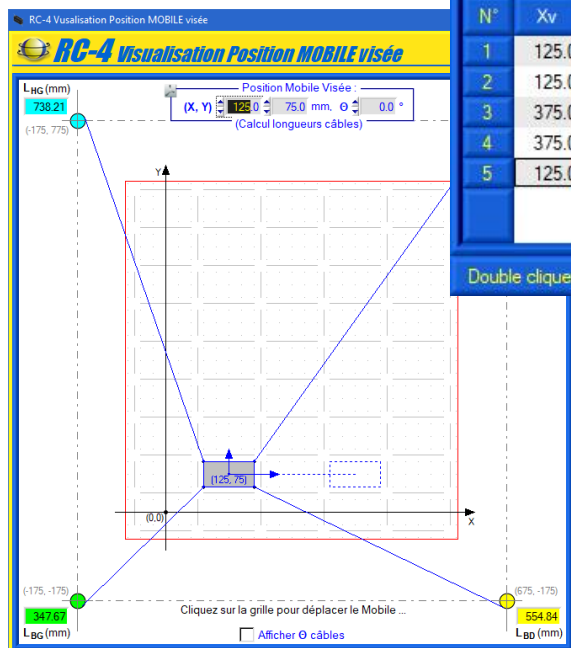 RC-4 Vusalisation Position MOBILE visée
RC-4 Visualisation Position MOBILE visée
N° Xv
1 125.0
2 125.0
3 375.0
4 375.0
5 125.0
Double clique
L HG (mm)
738.21
(-175, 775)
Position Mobile Visée :
(X, Y) 125.0 75.0 mm, Θ 0.0 °
(Calcul longueurs câbles)
Y
(125, 75)
(0,0)
X
(-175, -175)
347.67
L BG (mm)
Cliquez sur la grille pour déplacer le Mobile ...
Afficher Θ câbles
(675, -175)
554.84
L BD (mm)